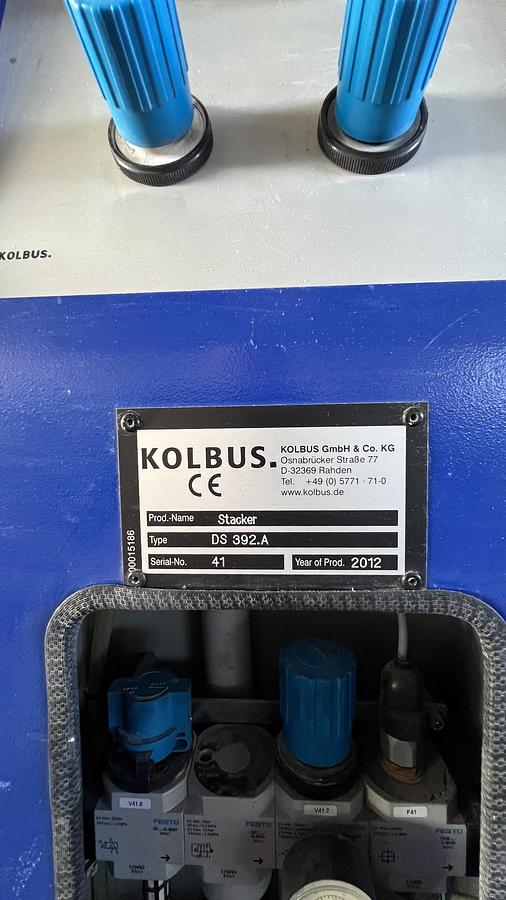 KOLBUS.
KOLBUS.
KOLBUS GmbH & Co. KG
Osnabrücker Straße 77
D-32369 Rahden
Tel. +49 (0) 5771 · 71-0
www.kolbus.de
CE
Prod.-Name Stacker
Type DS 392.A
Serial-No. 41 Year of Prod. 2012
00015186
V41.6
V41.7
F41
FESTO
FESTO
FESTO
FESTO